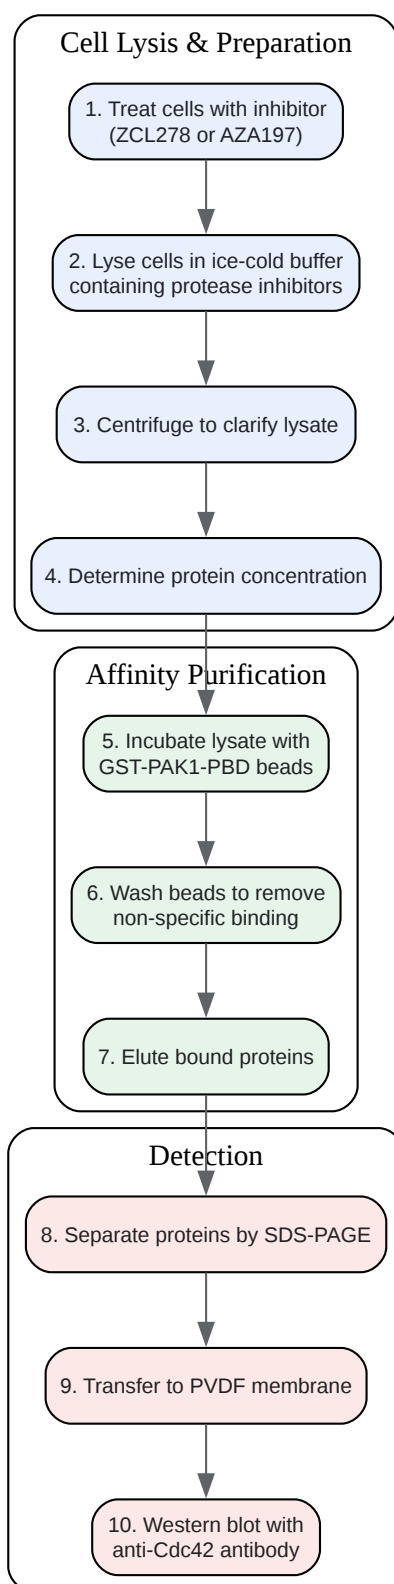 Cell Lysis & Preparation
1. Treat cells with inhibitor
(ZCL278 or AZA197)
2. Lyse cells in ice-cold buffer
containing protease inhibitors
3. Centrifuge to clarify lysate
4. Determine protein concentration
Affinity Purification
5. Incubate lysate with
GST-PAK1-PBD beads
6. Wash beads to remove
non-specific binding
7. Elute bound proteins
Detection
8. Separate proteins by SDS-PAGE
9. Transfer to PVDF membrane
10. Western blot with
anti-Cdc42 antibody